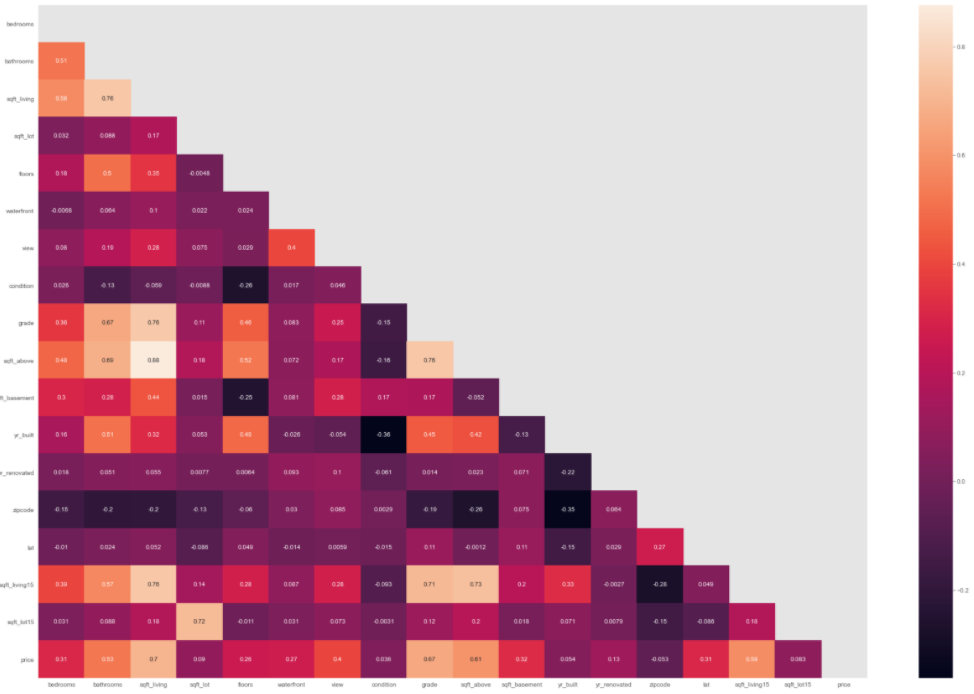 bedrooms
bathrooms 0.51
sqft_living 0.58 0.76
sqft_lot 0.032 0.088 0.17
floors 0.18 0.5 0.35 -0.0048
waterfront -0.0068 0.064 0.1 0.022 0.024
view 0.08 0.19 0.28 0.075 0.029 0.4
condition 0.026 -0.13 -0.059 -0.0088 -0.26 0.017 0.046
grade 0.36 0.67 0.76 0.11 0.46 0.083 0.25 -0.15
sqft_above 0.48 0.69 0.88 0.18 0.52 0.072 0.17 -0.16 0.76
ft_basement 0.3 0.28 0.44 0.015 -0.25 0.081 0.28 0.17 0.17 -0.052
yr_built 0.16 0.51 0.32 0.053 0.49 -0.026 -0.054 -0.36 0.45 0.42 -0.13
r_renovated 0.019 0.051 0.055 0.0077 0.0064 0.093 0.1 -0.061 0.014 0.023 0.071 -0.22
zipcode -0.15 -0.2 -0.2 -0.13 -0.06 0.03 0.085 0.0029 -0.19 -0.26 0.075 -0.35 0.064
lat -0.01 0.024 0.052 -0.086 0.049 -0.014 0.0059 -0.015 0.11 -0.0012 0.11 -0.15 0.029 0.27
sqft_living15 0.39 0.57 0.76 0.14 0.28 0.087 0.28 -0.093 0.71 0.73 0.2 0.33 -0.0027 -0.28 0.049
sqft_lot15 0.031 0.088 0.18 0.72 -0.011 0.031 0.073 -0.0031 0.12 0.2 0.018 0.071 0.0079 -0.15 -0.086 0.18
price 0.31 0.53 0.7 0.09 0.26 0.27 0.4 0.036 0.67 0.61 0.32 0.054 0.13 -0.053 0.31 0.59 0.083
bedrooms bathrooms sqft_living sqft_lot floors waterfront view condition grade sqft_above sqft_basement yr_built yr_renovated zipcode lat sqft_living15 sqft_lot15 price
0.8
0.6
0.4
0.2
0.0
-0.2